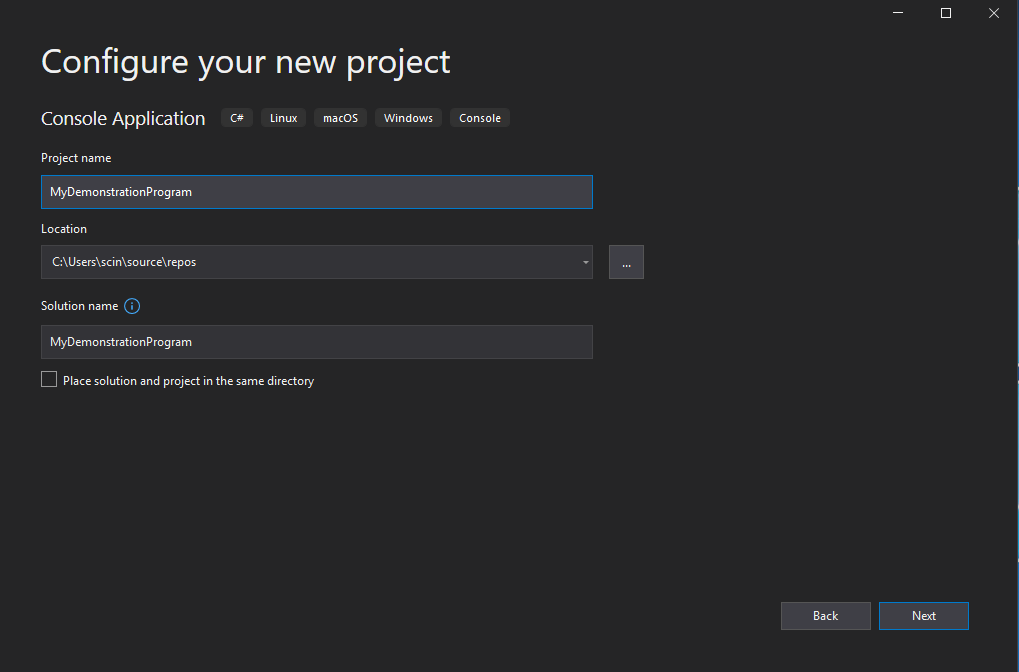 Configure your new project
Console Application C# Linux macOS Windows Console
Project name
MyDemonstrationProgram
Location
C:\Users\scin\source\repos
...
Solution name
MyDemonstrationProgram
Place solution and project in the same directory
Back Next